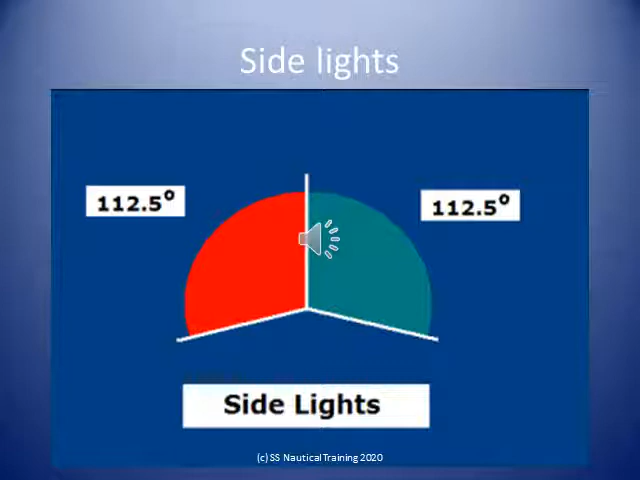 Side lights
112.5°
112.5°
Side Lights
(c) SS Nautical Training 2020